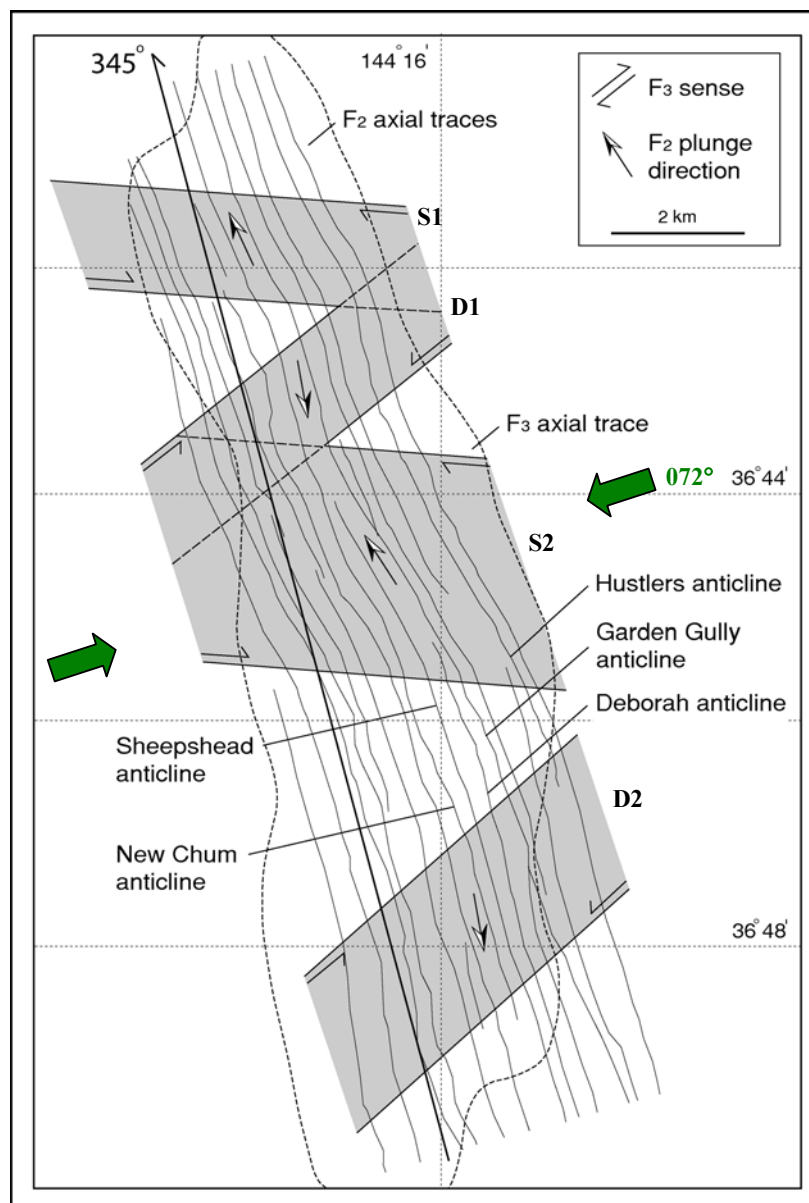 345°
144° 16'
F3 sense
F2 plunge
direction
2 km
F2 axial traces
S1
D1
F3 axial trace
072°
36° 44'
S2
Hustlers anticline
Garden Gully
anticline
Deborah anticline
Sheepshead
anticline
D2
New Chum
anticline
36° 48'